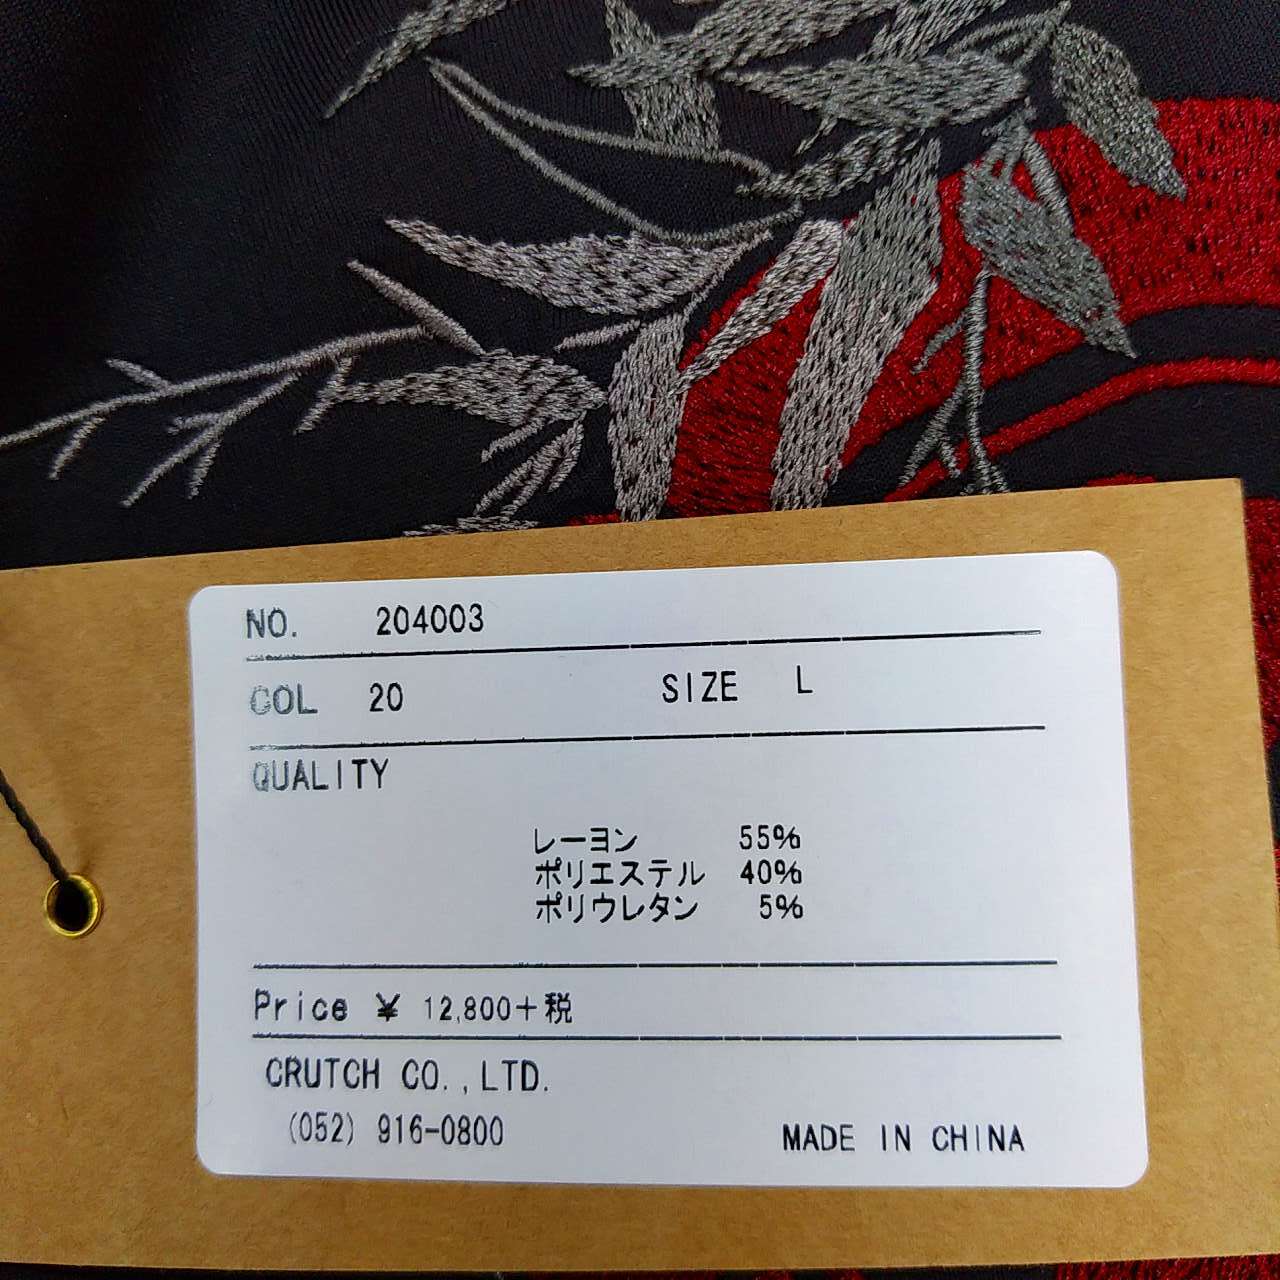 NO. 204003
COL 20 SIZE L
QUALITY
レーヨン 55%
ポリエステル 40%
ポリウレタン 5%
Price ¥ 12,800+税
CRUTCH CO.,LTD.
(052) 916-0800
MADE IN CHINA